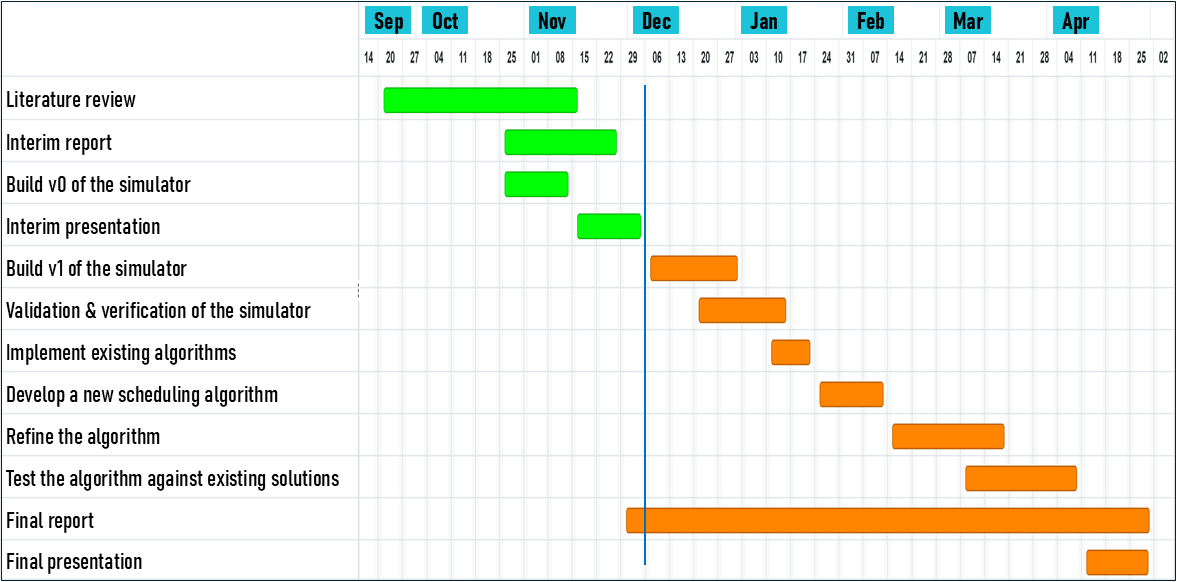 Sep Oct Nov Dec Jan Feb Mar Apr
14 20 27 04 11 18 25 01 08 15 22 29 06 13 20 27 03 10 17 24 31 07 14 21 28 07 14 21 28 04 11 18 25 02
Literature review
Interim report
Build v0 of the simulator
Interim presentation
Build v1 of the simulator
Validation & verification of the simulator
Implement existing algorithms
Develop a new scheduling algorithm
Refine the algorithm
Test the algorithm against existing solutions
Final report
Final presentation